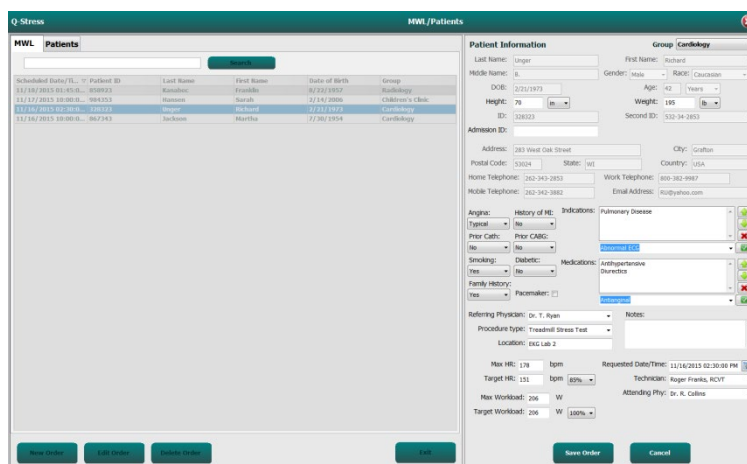 Q-Stress MWL/Patients
MWL Patients
Search
Scheduled Date/Ti... Patient ID Last Name First Name Date of Birth Group
11/18/2015 01:45:0... 858923 Franklin 8/23/1957 Radiology
11/17/2015 10:00:0... 984353 Hansen Sarah 3/14/2006 Children's Clinic
11/16/2015 02:30:0... 328323 Unger Richard 2/21/1973 Cardiology
11/16/2015 10:00:0... 867343 Jackson Martha 7/30/1954 Cardiology
New Order Edit Order Delete Order Exit
Patient Information Group Cardiology
Last Name: Unger First Name: Richard
Middle Name: B. Gender: Male Race: Caucasian
DOB: 2/21/1973 Age: 42 Years
Height: 70 in Weight: 195 lb
ID: 328323 Second ID: 532-34-2853
Admission ID:
Address: 283 West Oak Street City: Grafton
Postal Code: 53024 State: WI Country: USA
Home Telephone: 262-343-2853 Work Telephone: 800-382-9987
Mobile Telephone: 262-342-3882 Email Address: RU@yahoo.com
Angina: History of MI: Indications: Pulmonary Disease
Typical No
Prior Cath: Prior CABG:
No No Abnormal ECG
Smoking: Diabetic: Medications: Antihypertensive
Yes No Diurectics
Family History:
Yes Pacemaker: Antianginal
Referring Physician: Dr. T. Ryan Notes:
Procedure type: Treadmill Stress Test
Location: EKG Lab 2
Max HR: 178 bpm Requested Date/Time: 11/16/2015 02:30:00 PM
Target HR: 151 bpm 85% Technician: Roger Franks, RCVT
Max Workload: 206 W Attending Phy: Dr. R. Collins
Target Workload: 206 W 100%
Save Order Cancel